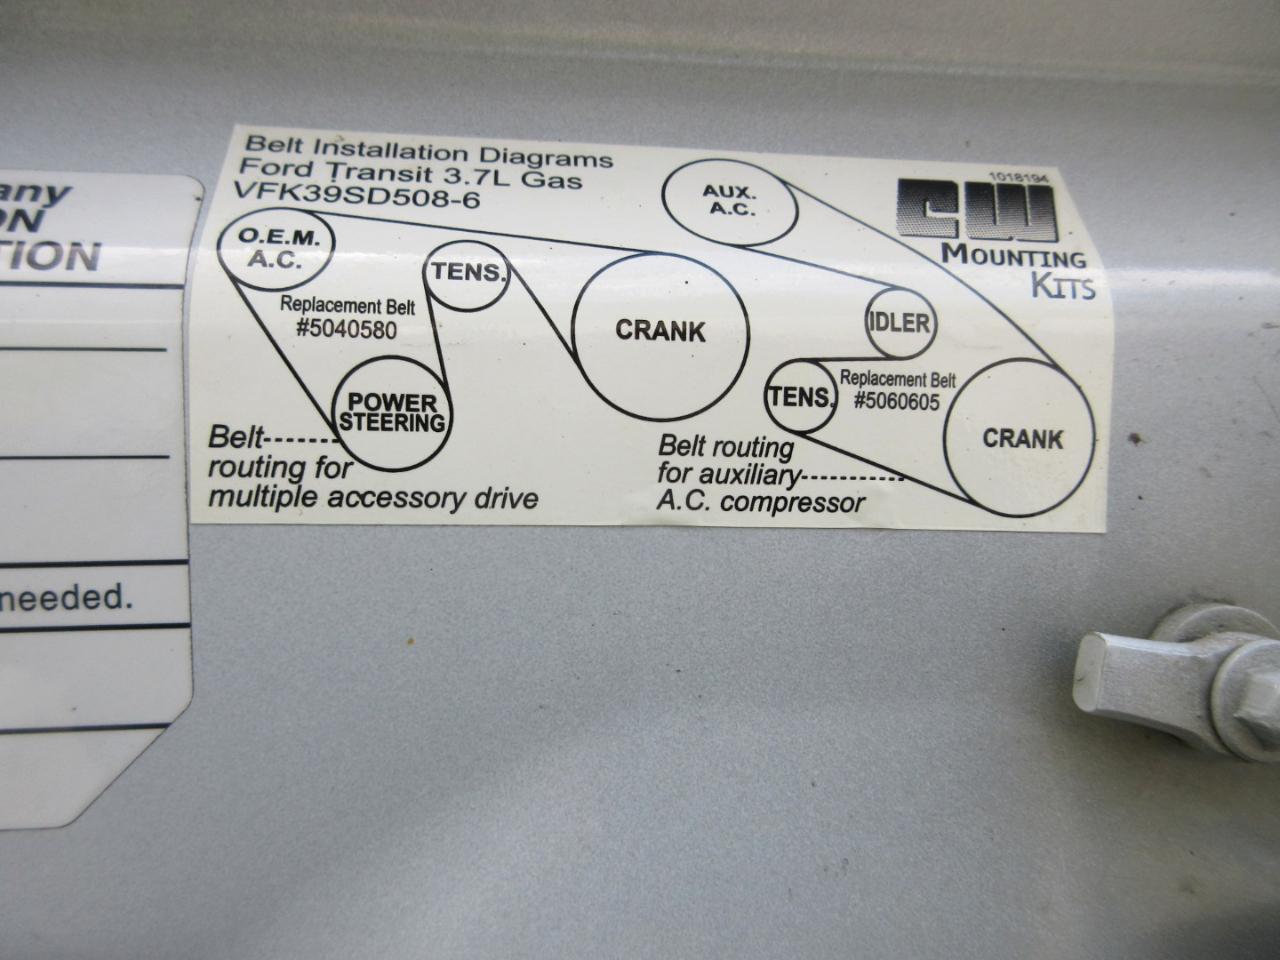 any
ON
TION
needed.
Belt Installation Diagrams
Ford Transit 3.7L Gas
VFK39SD508-6
O.E.M.
A.C.
TENS.
Replacement Belt
#5040580
CRANK
POWER
STEERING
Belt------
routing for
multiple accessory drive
AUX.
A.C.
1018194
CW
MOUNTING
KITS
IDLER
TENS.
Replacement Belt
#5060605
CRANK
Belt routing
for auxiliary-----------
A.C. compressor